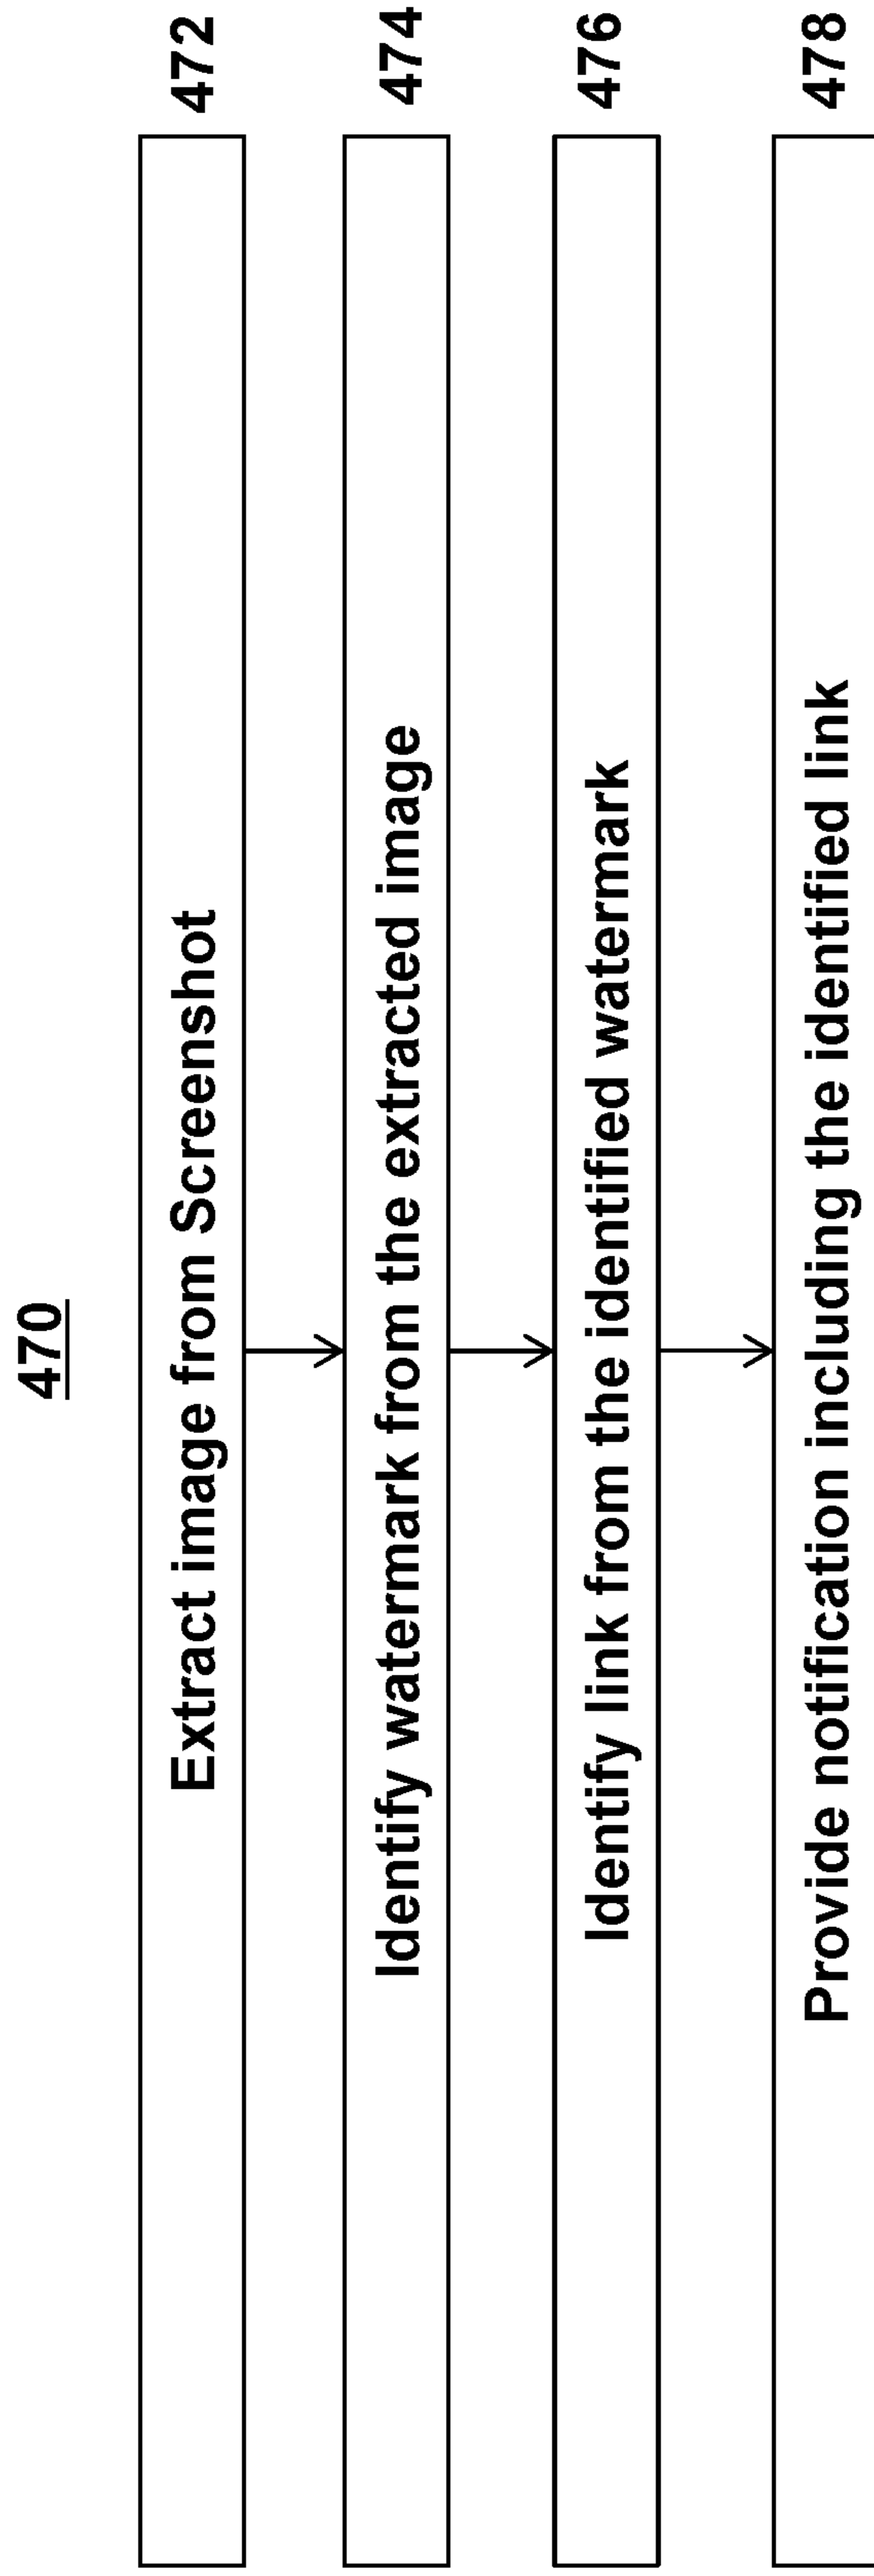 470
Extract image from Screenshot
472
Identify watermark from the extracted image
474
Identify link from the identified watermark
476
Provide notification including the identified link
478